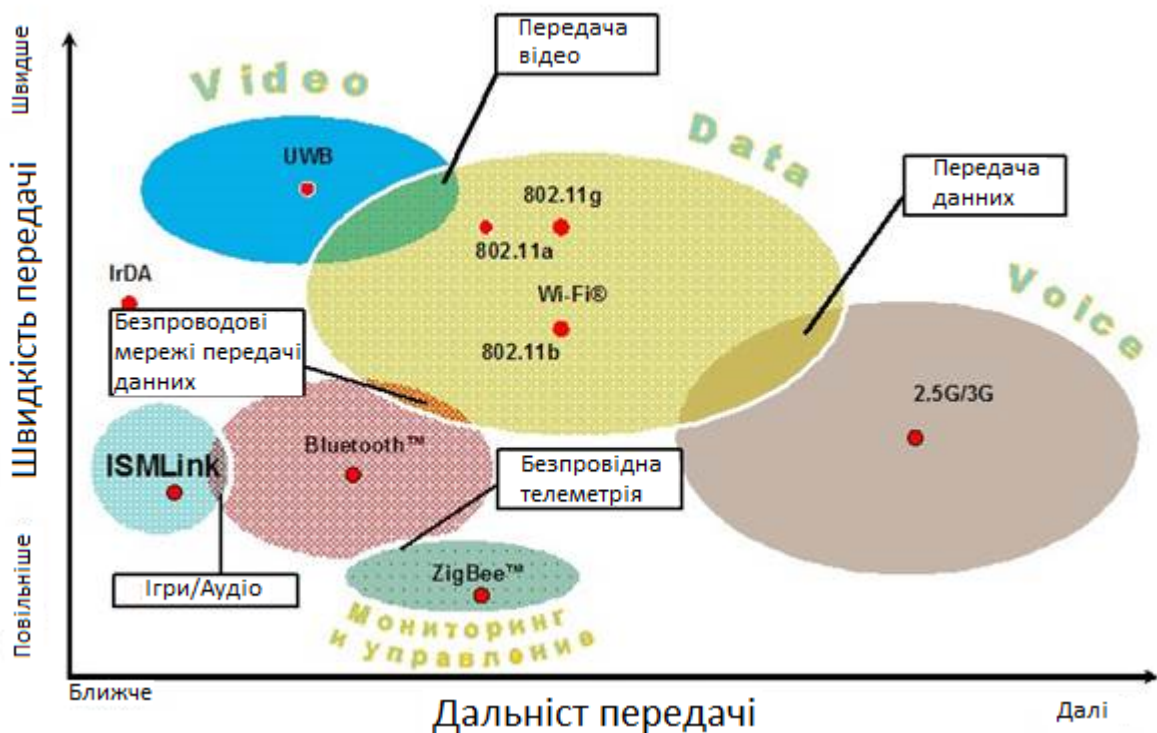 Швидше
Швидкість передачі
Повільніше
Передача
відео
Video
UWB
Data
Передача
данних
802.11g
802.11a
IrDA
Wi-Fi®
Voice
Безпроводові
мережі передачі
данних
802.11b
2.5G/3G
Bluetooth™
ISMLink
Безпровідна
телеметрія
Ігри/Аудіо
ZigBee™
Мониторинг
и управление
Ближче
Дальніст передачі
Далі